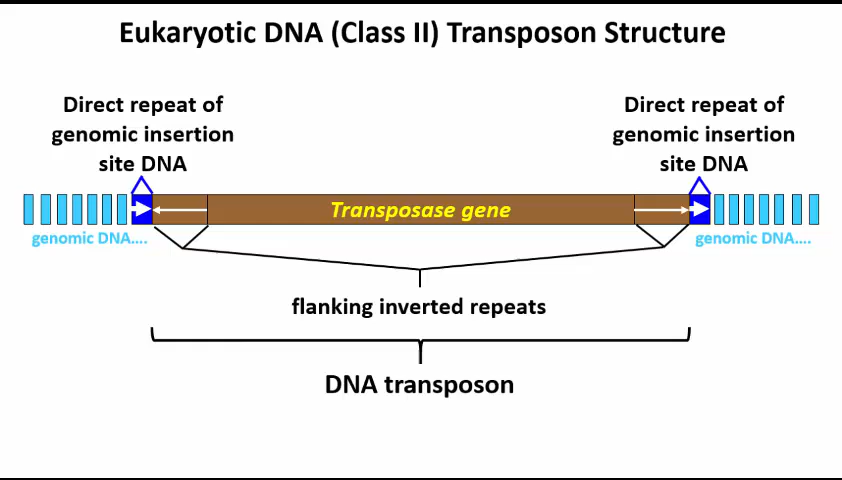 Eukaryotic DNA (Class II) Transposon Structure
Direct repeat of
genomic insertion
site DNA
Direct repeat of
genomic insertion
site DNA
Transposase gene
genomic DNA....
genomic DNA....
flanking inverted repeats
DNA transposon